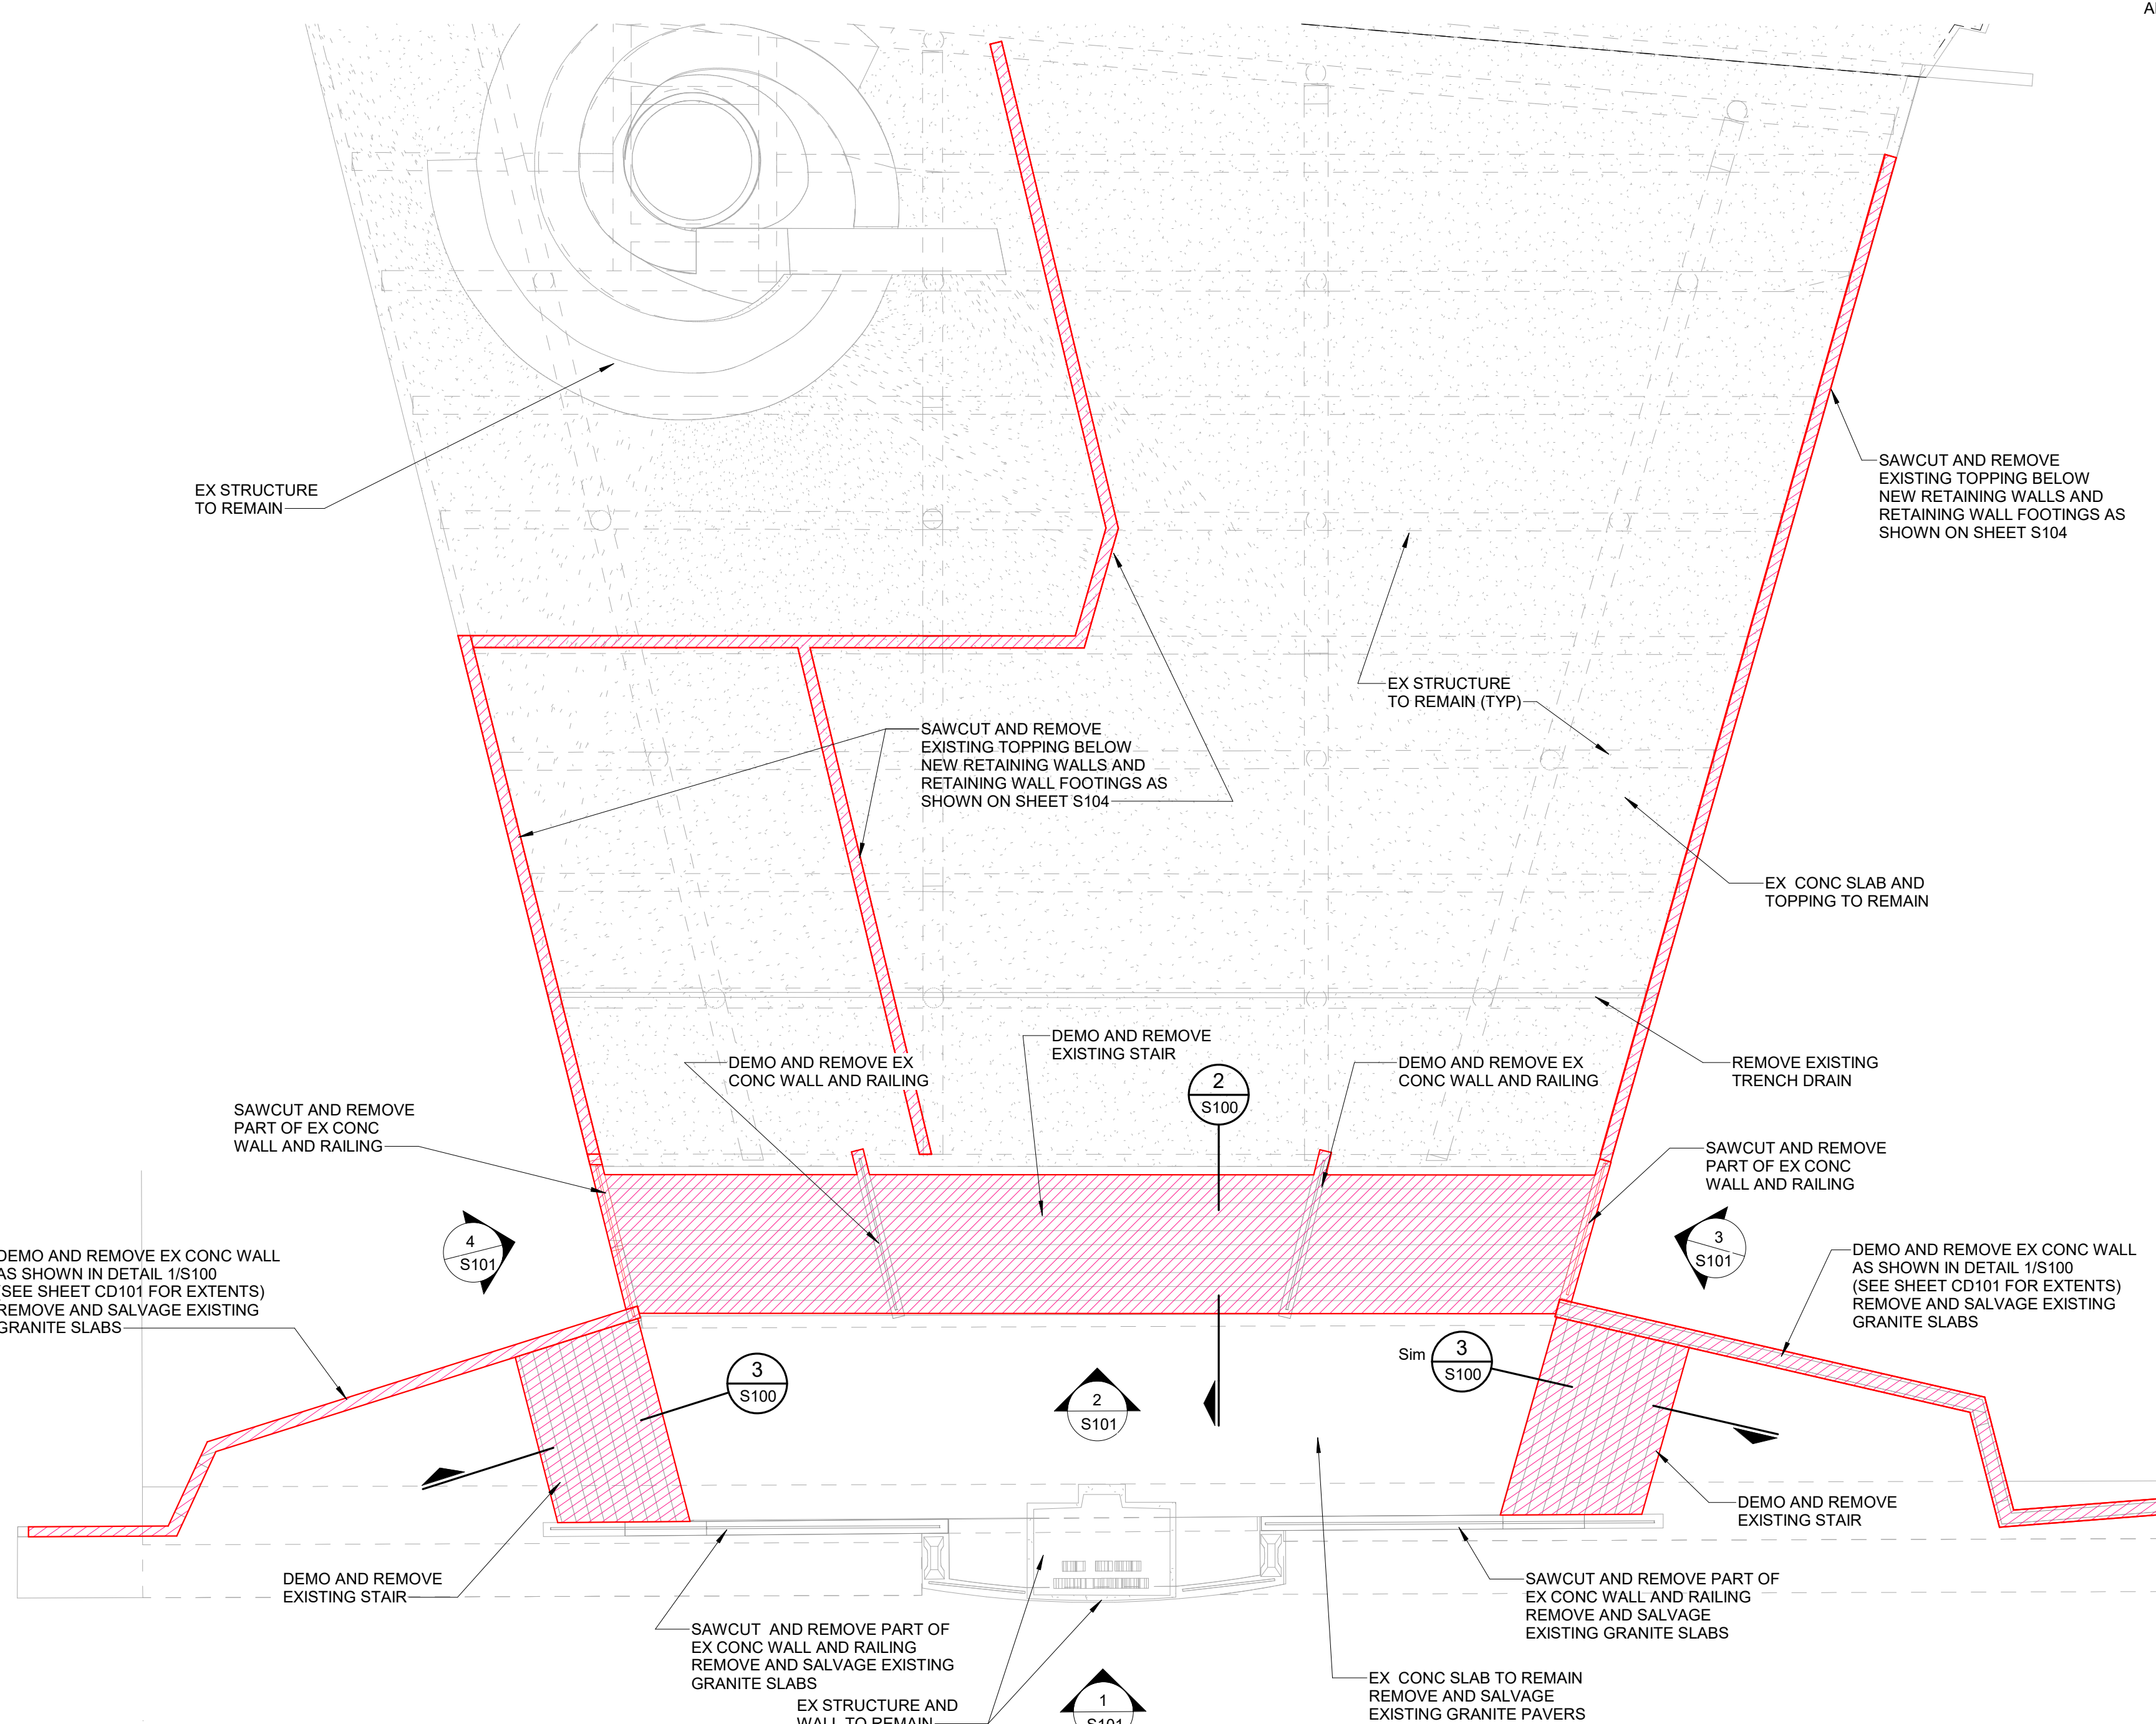 EX STRUCTURE
TO REMAIN
SAWCUT AND REMOVE
EXISTING TOPPING BELOW
NEW RETAINING WALLS AND
RETAINING WALL FOOTINGS AS
SHOWN ON SHEET S104
EX STRUCTURE
TO REMAIN (TYP)
SAWCUT AND REMOVE
EXISTING TOPPING BELOW
NEW RETAINING WALLS AND
RETAINING WALL FOOTINGS AS
SHOWN ON SHEET S104
EX CONC SLAB AND
TOPPING TO REMAIN
DEMO AND REMOVE
EXISTING STAIR
DEMO AND REMOVE EX
CONC WALL AND RAILING
2
S100
DEMO AND REMOVE EX
CONC WALL AND RAILING
REMOVE EXISTING
TRENCH DRAIN
SAWCUT AND REMOVE
PART OF EX CONC
WALL AND RAILING
SAWCUT AND REMOVE
PART OF EX CONC
WALL AND RAILING
4
S101
3
S101
DEMO AND REMOVE EX CONC WALL
AS SHOWN IN DETAIL 1/S100
(SEE SHEET CD101 FOR EXTENTS)
REMOVE AND SALVAGE EXISTING
GRANITE SLABS
DEMO AND REMOVE EX CONC WALL
AS SHOWN IN DETAIL 1/S100
(SEE SHEET CD101 FOR EXTENTS)
REMOVE AND SALVAGE EXISTING
GRANITE SLABS
3
S100
2
S101
Sim
3
S100
DEMO AND REMOVE
EXISTING STAIR
DEMO AND REMOVE
EXISTING STAIR
SAWCUT AND REMOVE PART OF
EX CONC WALL AND RAILING
REMOVE AND SALVAGE EXISTING
GRANITE SLABS
SAWCUT AND REMOVE PART OF
EX CONC WALL AND RAILING
REMOVE AND SALVAGE
EXISTING GRANITE SLABS
EX STRUCTURE AND
WALL TO REMAIN
1
S101
EX CONC SLAB TO REMAIN
REMOVE AND SALVAGE
EXISTING GRANITE PAVERS